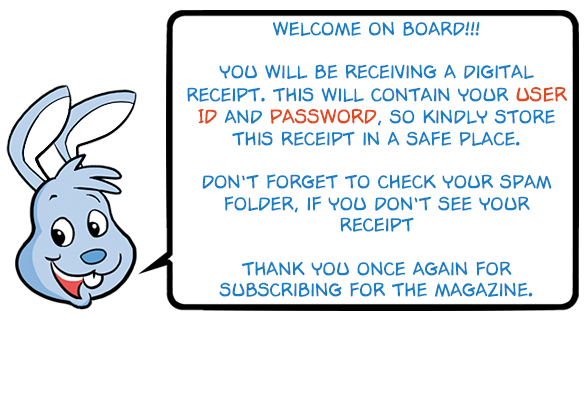 WELCOME ON BOARD!!!
YOU WILL BE RECEIVING A DIGITAL
RECEIPT. THIS WILL CONTAIN YOUR USER
ID AND PASSWORD, SO KINDLY STORE
THIS RECEIPT IN A SAFE PLACE.
DON'T FORGET TO CHECK YOUR SPAM
FOLDER, IF YOU DON'T SEE YOUR
RECEIPT
THANK YOU ONCE AGAIN FOR
SUBSCRIBING FOR THE MAGAZINE.